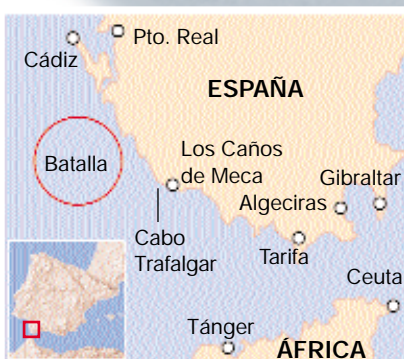 Pto. Real
Cádiz
ESPAÑA
Batalla
Los Caños
de Meca
Gibraltar
Algeciras
Cabo
Trafalgar
Tarifa
Ceuta
Tánger
ÁFRICA